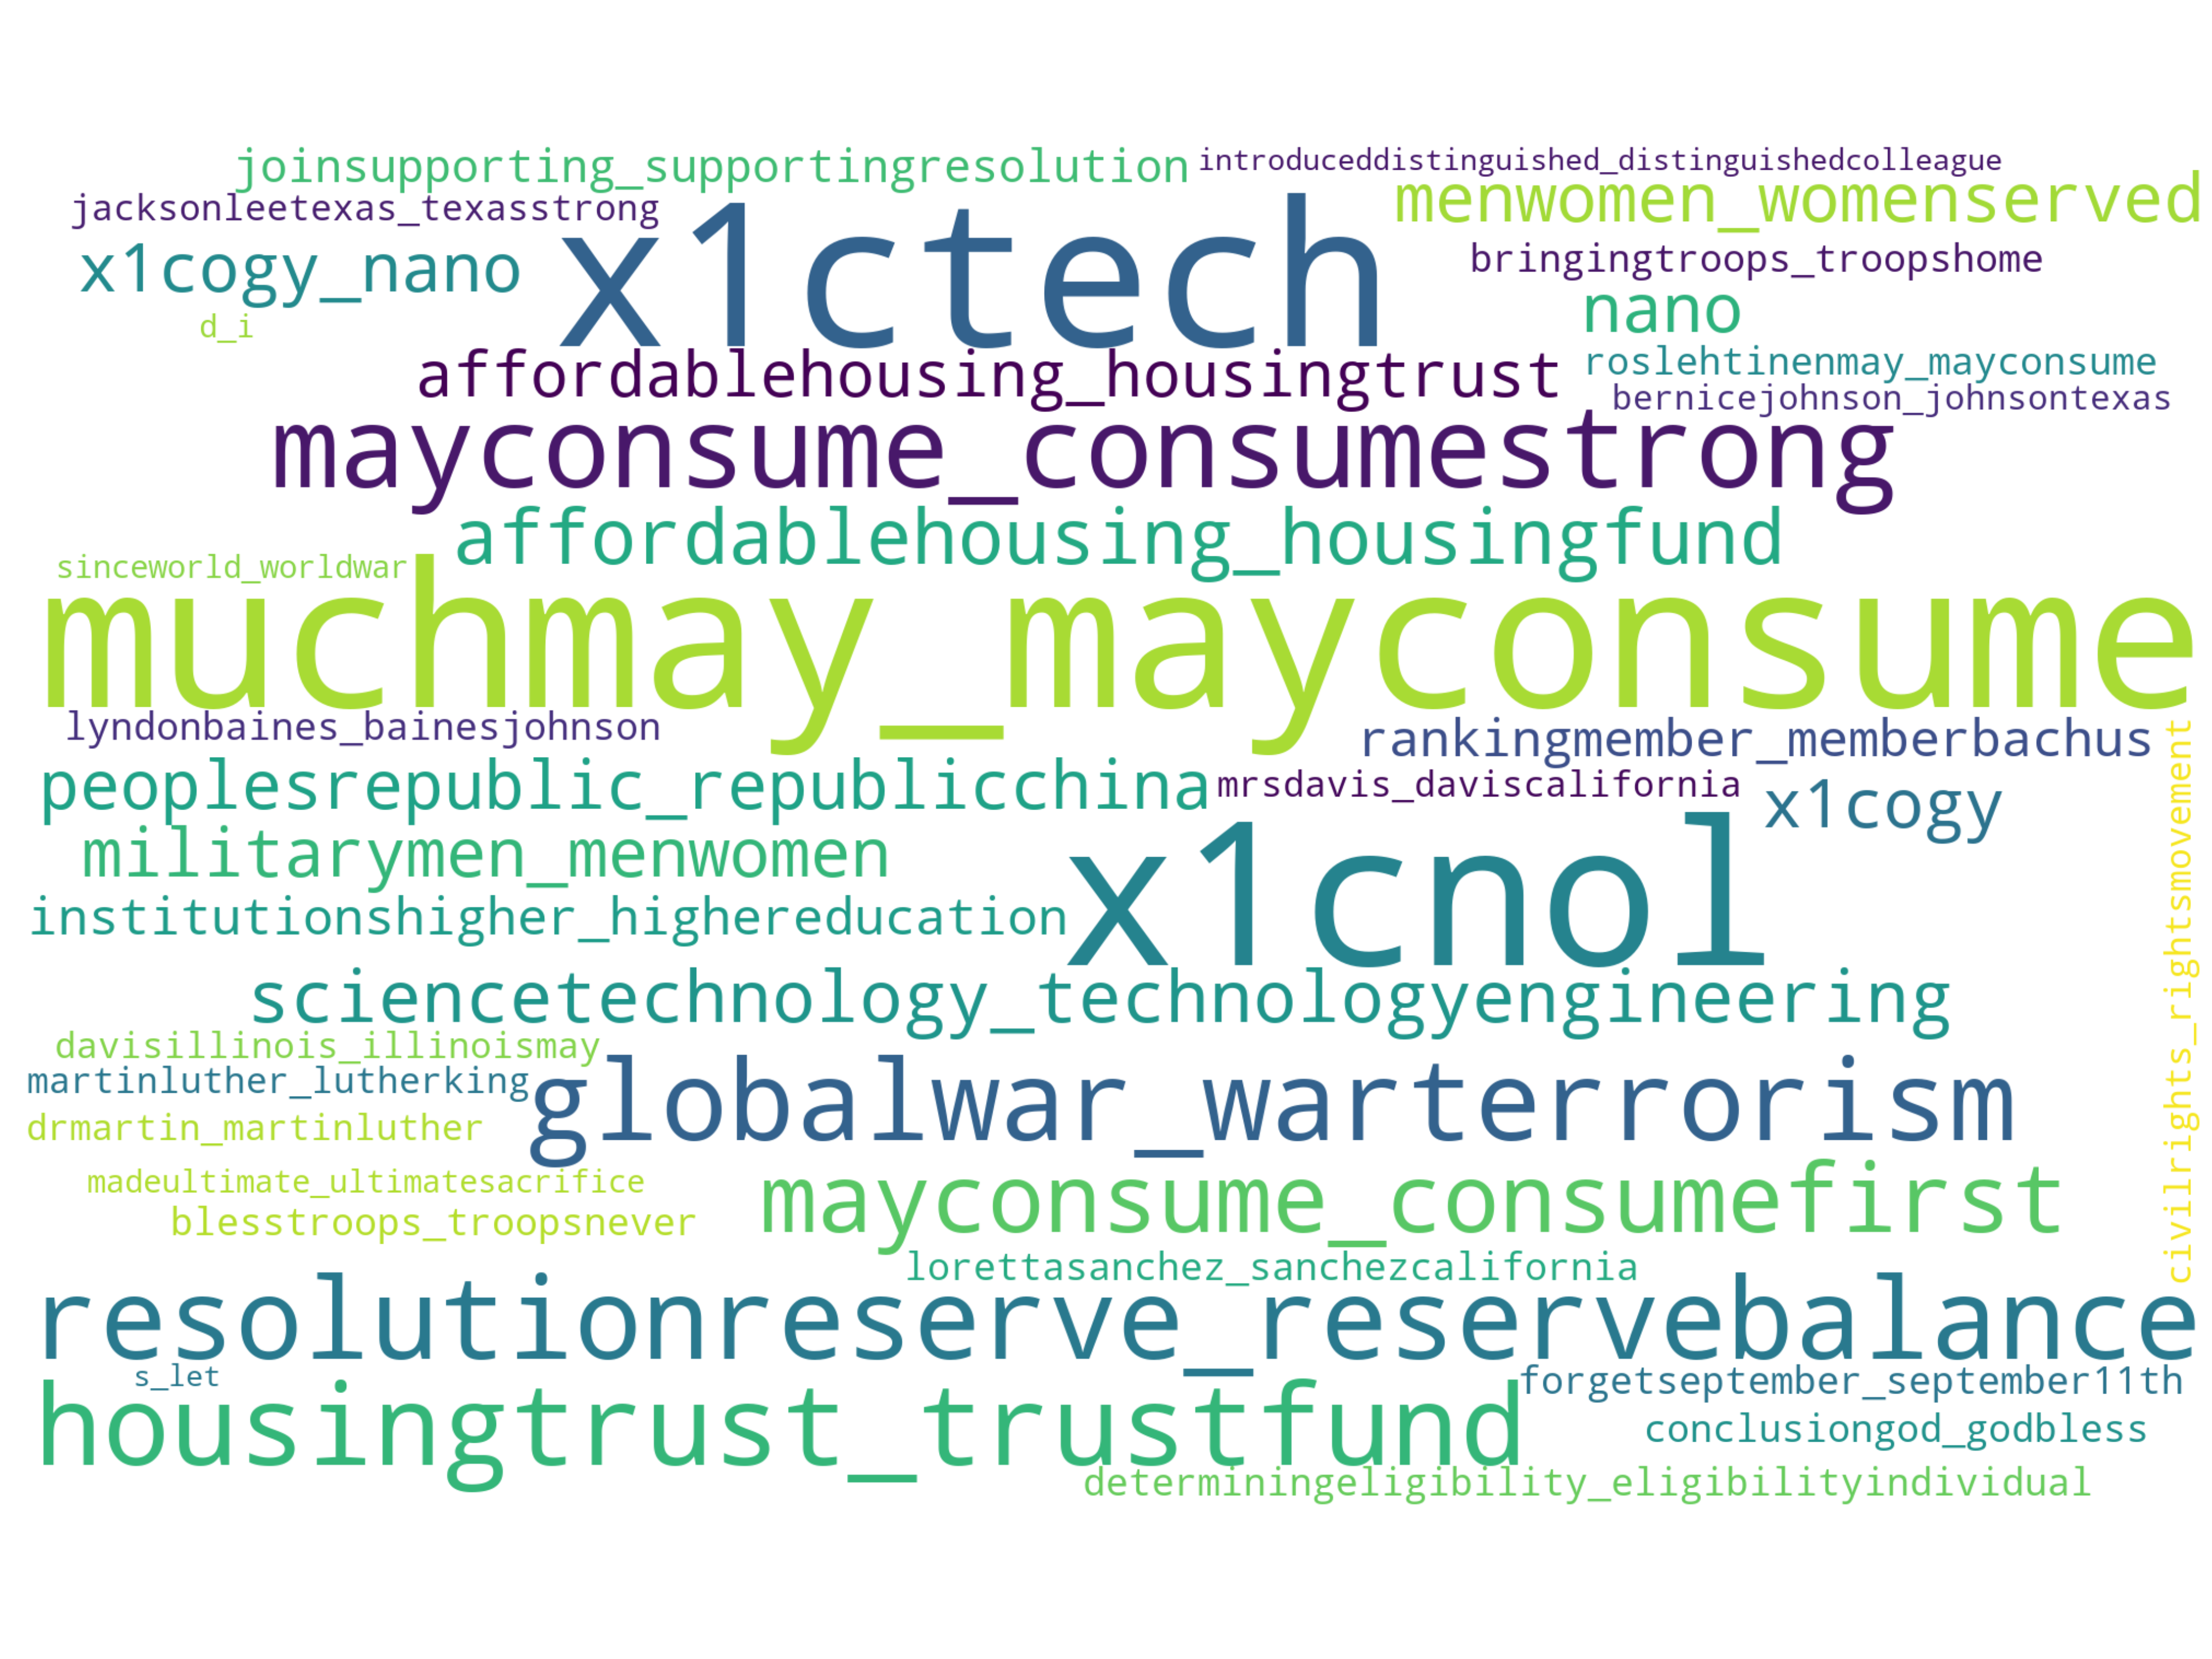 joinsupporting_supportingresolution
introduceddistinguished_distinguishedcolleague
jacksonleetexas_texasstrong
menwomen_womenserved
x1cogy_nano
x1ctech
bringingtroops_troopshome
nano
d_i
affordablehousing_housingtrust
roslehtinenmay_mayconsume
bernicejohnson_johnsontexas
mayconsume_consumestrong
affordablehousing_housingfund
sinceworld_worldwar
muchmay_mayconsume
lyndonbaines_bainesjohnson
rankingmember_memberbachus
peoplesrepublic_republicchina
mrsdavis_daviscalifornia
x1cogy
civilrights_rightsmovement
militarymen_menwomen
x1cnol
institutionshigher_highereducation
sciencetechnology_technologyengineering
davisillinois_illinoismay
martinluther_lutherking
globalwar_warterrorism
drmartin_martinluther
madeultimate_ultimatesacrifice
mayconsume_consumefirst
blesstroops_troopsnever
lorettasanchez_sanchezcalifornia
resolutionreserve_reservebalance
s_let
forgetseptember_september11th
housingtrust_trustfund
conclusiongod_godbless
determiningeligibility_eligibilityindividual